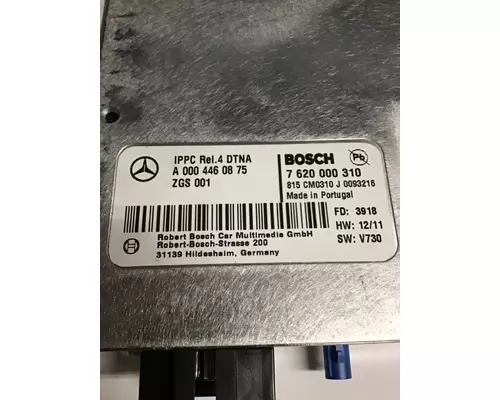 IPPC Rel.4 DTNA
A 000 446 08 75
ZGS 001
BOSCH
Pb
7 620 000 310
815 CM0310 J 0093216
Made in Portugal
FD: 3918
HW: 12/11
SW: V730
Robert Bosch Car Multimedia GmbH
Robert-Bosch-Strasse 200
31139 Hildesheim, Germany